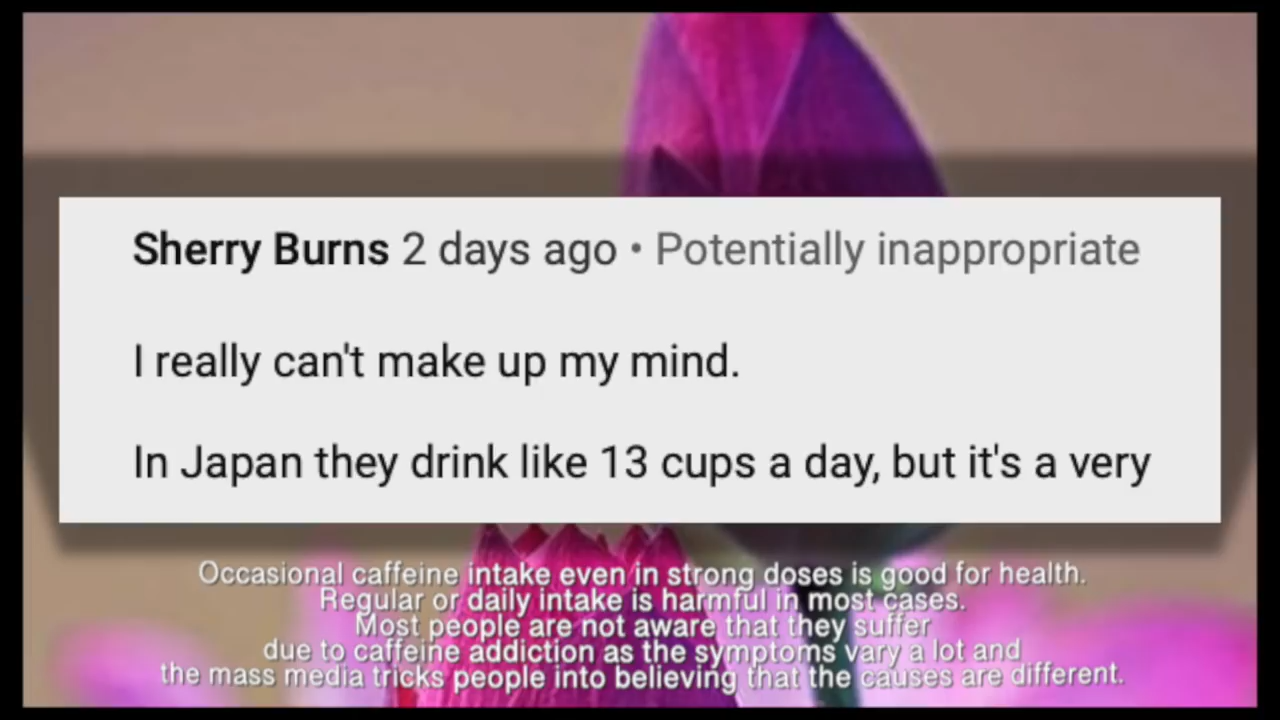 Sherry Burns 2 days ago • Potentially inappropriate
I really can't make up my mind.
In Japan they drink like 13 cups a day, but it's a very
Occasional caffeine intake even in strong doses is good for health.
Regular or daily intake is harmful in most cases.
Most people are not aware that they suffer
due to caffeine addiction as the symptoms vary a lot and
the mass media tricks people into believing that the causes are different.